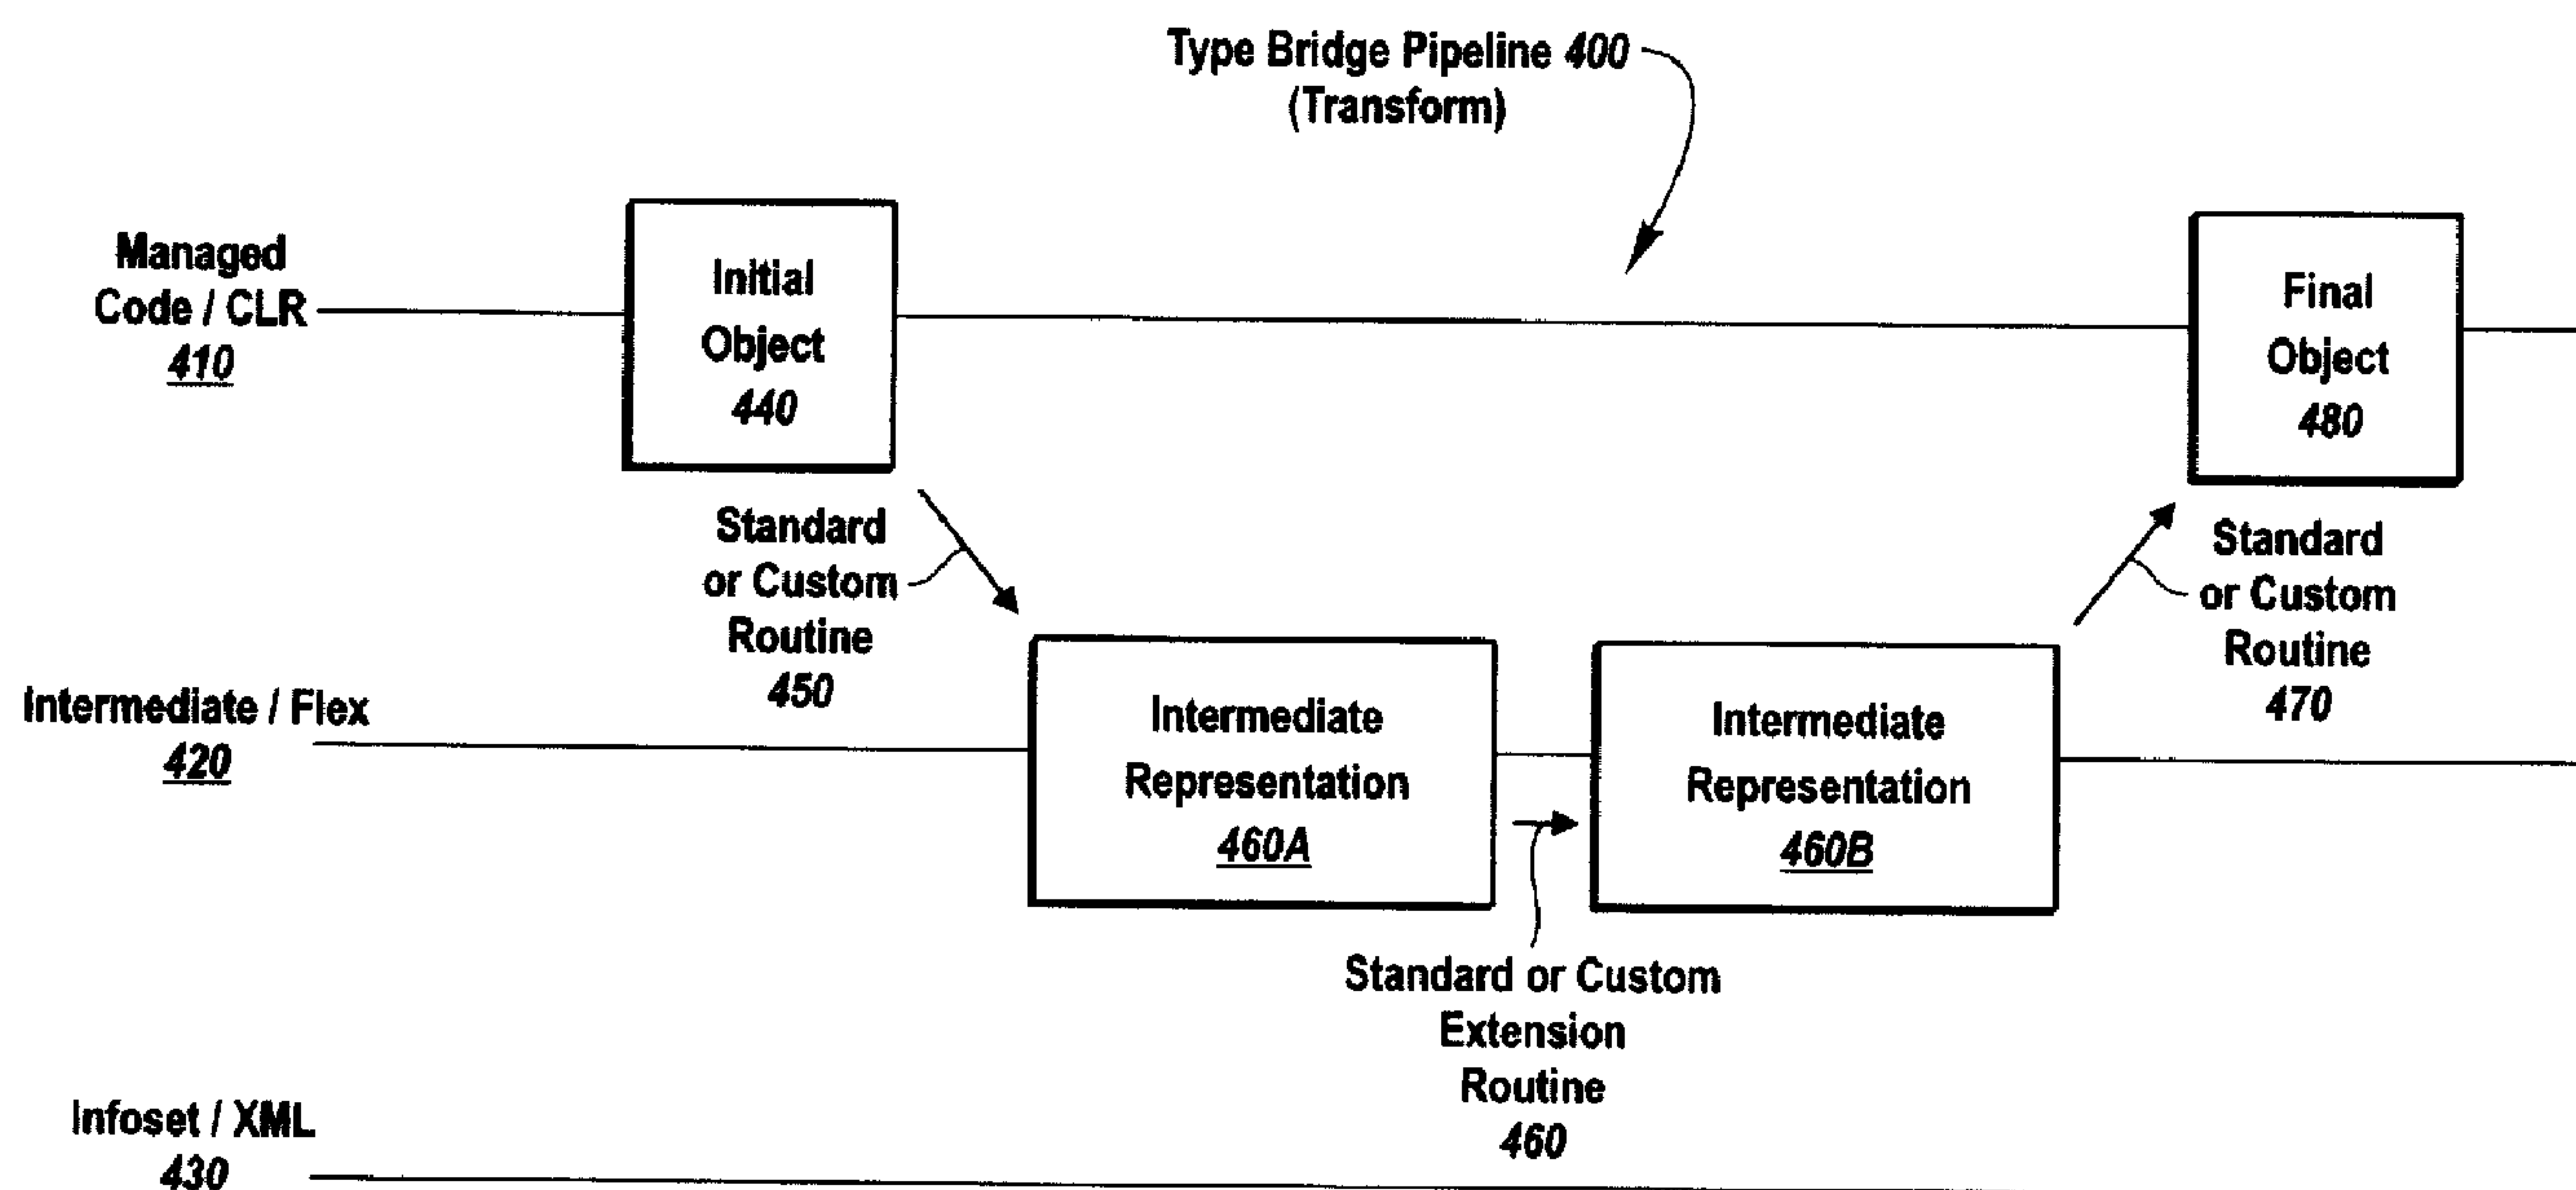 Type Bridge Pipeline 400
(Transform)
Managed
Code / CLR
410
Initial
Object
440
Final
Object
480
Standard
or Custom
Routine
450
Standard
or Custom
Routine
470
Intermediate / Flex
420
Intermediate
Representation
460A
Intermediate
Representation
460B
Standard or Custom
Extension
Routine
460
Infoset / XML
430